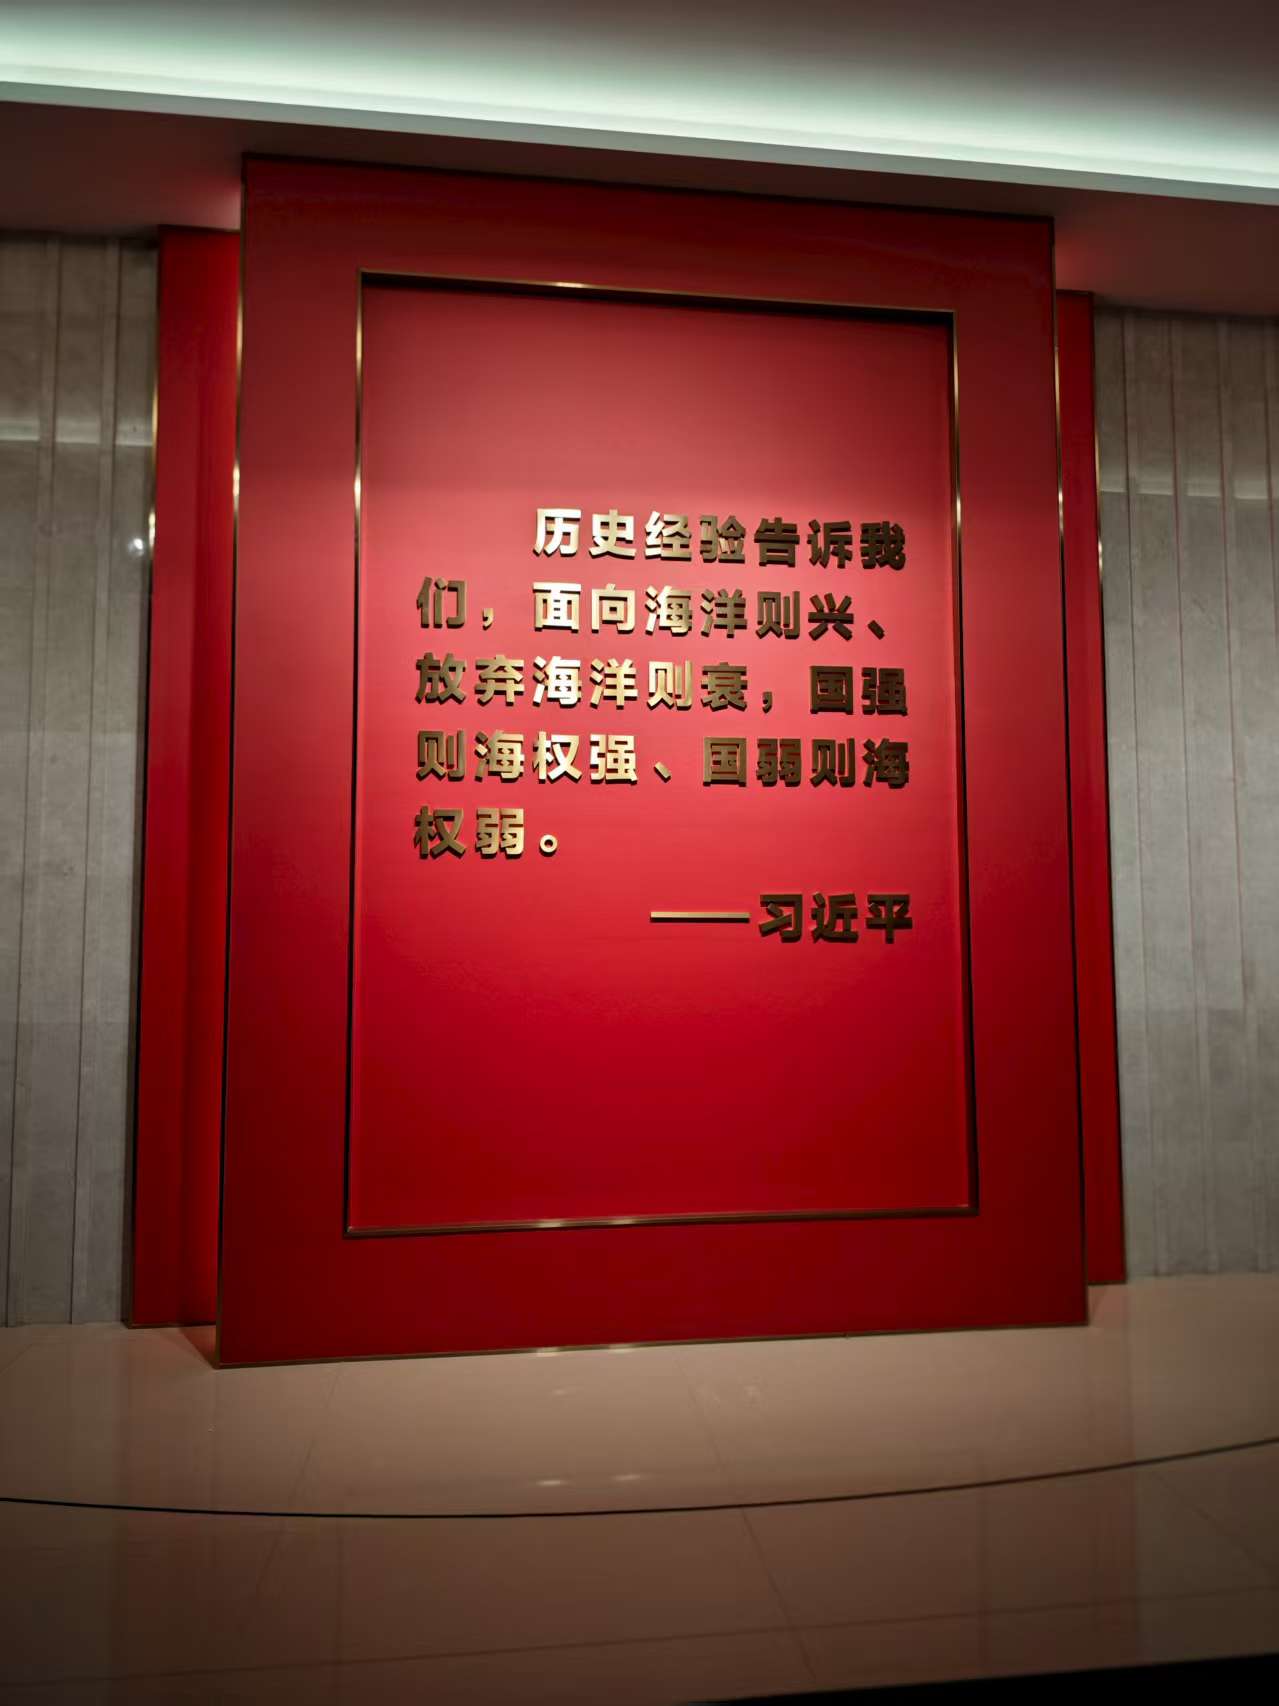 历史经验告诉我
们，面向海洋则兴、
放弃海洋则衰，国强
则海权强、国弱则海
权弱。
——习近平